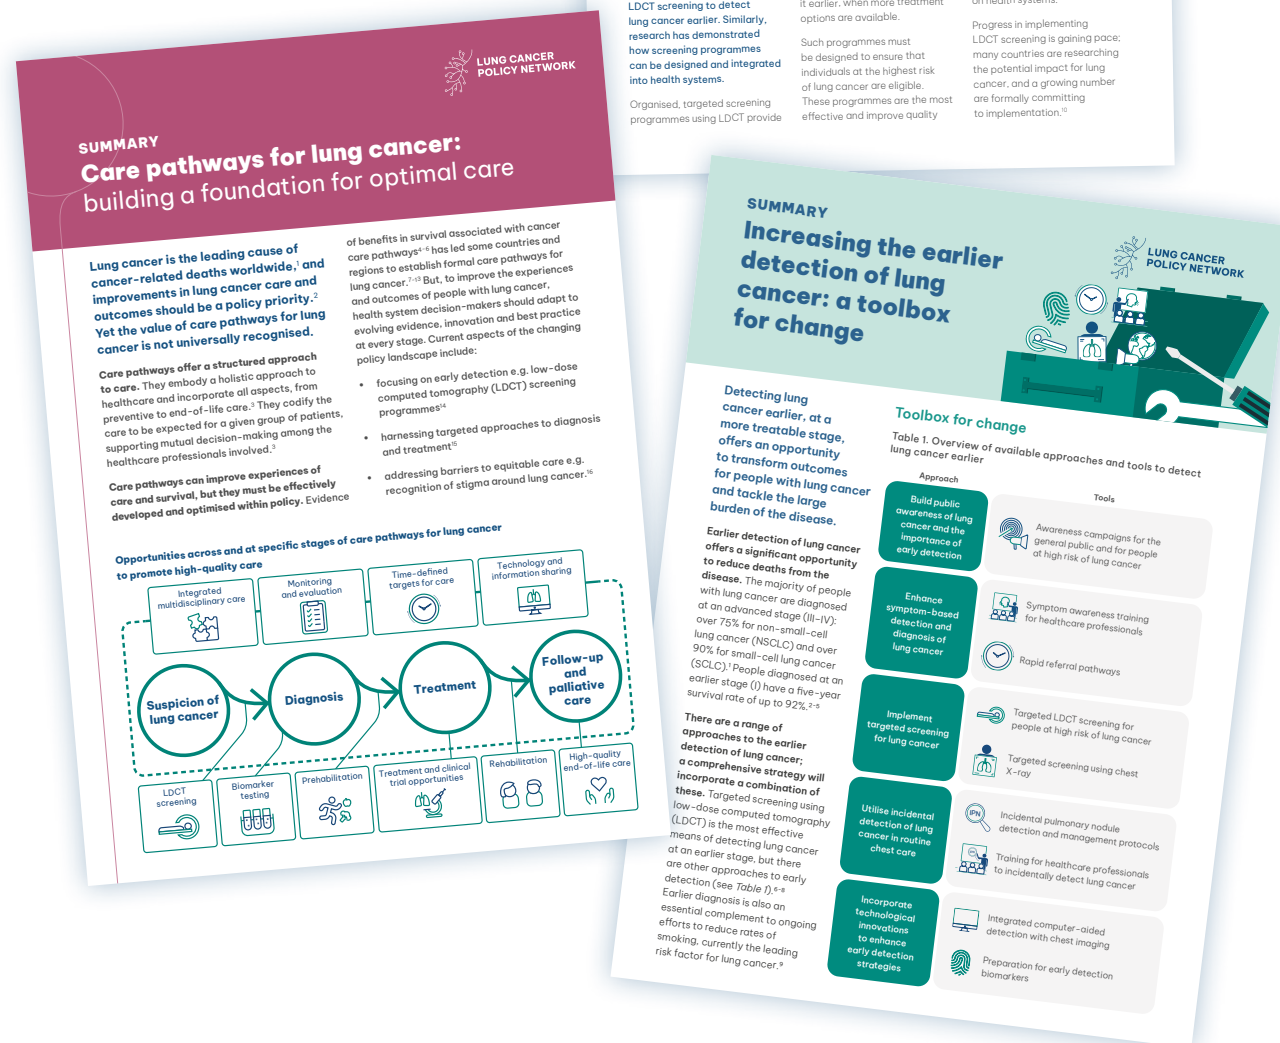 LUNG CANCER
POLICY NETWORK
SUMMARY
Care pathways for lung cancer:
building a foundation for optimal care
Lung cancer is the leading cause of
cancer-related deaths worldwide,1 and
improvements in lung cancer care and
outcomes should be a policy priority.2
Yet the value of care pathways for lung
cancer is not universally recognised.
Care pathways offer a structured approach
to care. They embody a holistic approach to
healthcare and incorporate all aspects, from
preventive to end-of-life care.3 They codify the
care to be expected for a given group of patients,
supporting mutual decision-making among the
healthcare professionals involved.3
Care pathways can improve experiences of
care and survival, but they must be effectively
developed and optimised within policy. Evidence
of benefits in survival associated with cancer
care pathways4–6 has led some countries and
regions to establish formal care pathways for
lung cancer.7–13 But, to improve the experiences
and outcomes of people with lung cancer,
health system decision-makers should adapt to
evolving evidence, innovation and best practice
at every stage. Current aspects of the changing
policy landscape include:
• focusing on early detection e.g. low-dose
computed tomography (LDCT) screening
programmes14
• harnessing targeted approaches to diagnosis
and treatment15
• addressing barriers to equitable care e.g.
recognition of stigma around lung cancer.16
Opportunities across and at specific stages of care pathways for lung cancer
to promote high-quality care
Integrated
multidisciplinary care
Monitoring
and evaluation
Time-defined
targets for care
Technology and
information sharing
Suspicion of
lung cancer
Diagnosis
Treatment
Follow-up
and
palliative
care
LDCT
screening
Biomarker
testing
Prehabilitation
Treatment and clinical
trial opportunities
Rehabilitation
High-quality
end-of-life care
LDCT screening to detect
lung cancer earlier. Similarly,
research has demonstrated
how screening programmes
can be designed and integrated
into health systems.
Organised, targeted screening
programmes using LDCT provide
it earlier, when more treatment
options are available.
Such programmes must
be designed to ensure that
individuals at the highest risk
of lung cancer are eligible.
These programmes are the most
effective and improve quality
on health systems.
Progress in implementing
LDCT screening is gaining pace;
many countries are researching
the potential impact for lung
cancer, and a growing number
are formally committing
to implementation.10
SUMMARY
Increasing the earlier
detection of lung
cancer: a toolbox
for change
LUNG CANCER
POLICY NETWORK
Detecting lung
cancer earlier, at a
more treatable stage,
offers an opportunity
to transform outcomes
for people with lung cancer
and tackle the large
burden of the disease.
Earlier detection of lung cancer
offers a significant opportunity
to reduce deaths from the
disease. The majority of people
with lung cancer are diagnosed
at an advanced stage (III–IV):
over 75% for non-small-cell
lung cancer (NSCLC) and over
90% for small-cell lung cancer
(SCLC).1 People diagnosed at an
earlier stage (I) have a five-year
survival rate of up to 92%.2–5
There are a range of
approaches to the earlier
detection of lung cancer;
a comprehensive strategy will
incorporate a combination of
these. Targeted screening using
low-dose computed tomography
(LDCT) is the most effective
means of detecting lung cancer
at an earlier stage, but there
are other approaches to early
detection (see Table 1).6–8
Earlier diagnosis is also an
essential complement to ongoing
efforts to reduce rates of
smoking, currently the leading
risk factor for lung cancer.9
Toolbox for change
Table 1. Overview of available approaches and tools to detect
lung cancer earlier
Approach
Tools
Build public
awareness of lung
cancer and the
importance of
early detection
Awareness campaigns for the
general public and for people
at high risk of lung cancer
Enhance
symptom-based
detection and
diagnosis of
lung cancer
Symptom awareness training
for healthcare professionals
Rapid referral pathways
Implement
targeted screening
for lung cancer
Targeted LDCT screening for
people at high risk of lung cancer
Targeted screening using chest
X-ray
Utilise incidental
detection of lung
cancer in routine
chest care
IPN
Incidental pulmonary nodule
detection and management protocols
Training for healthcare professionals
to incidentally detect lung cancer
Incorporate
technological
innovations
to enhance
early detection
strategies
Integrated computer-aided
detection with chest imaging
Preparation for early detection
biomarkers